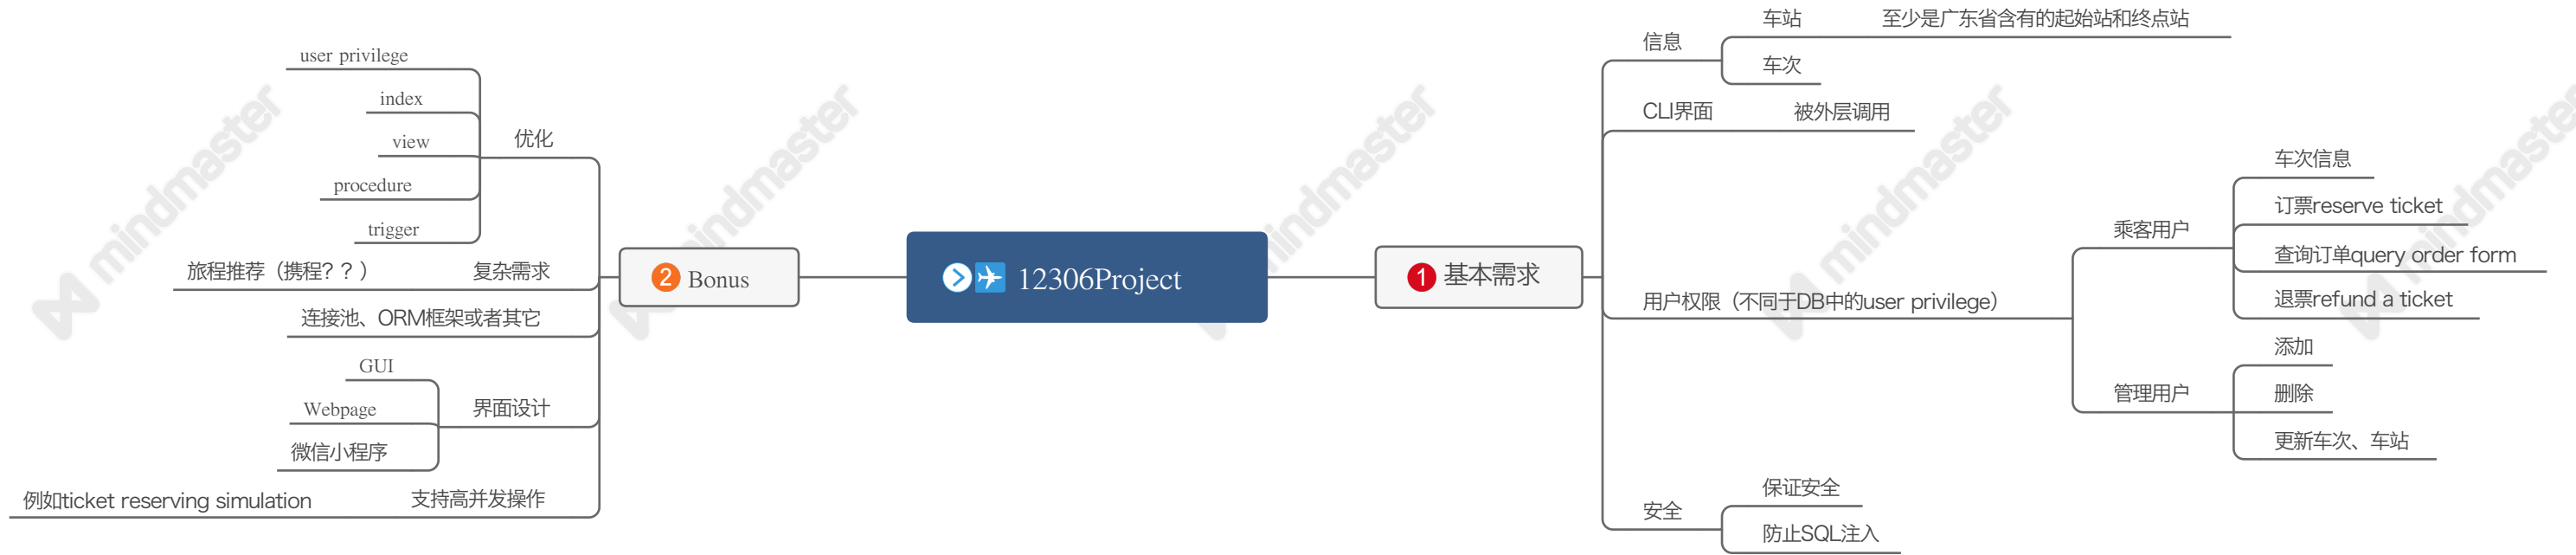 12306Project
1 基本需求
信息
车站
至少是广东省含有的起始站和终点站
车次
CLI界面
被外层调用
用户权限（不同于DB中的user privilege）
乘客用户
车次信息
订票reserve ticket
查询订单query order form
退票refund a ticket
管理用户
添加
删除
更新车次、车站
安全
保证安全
防止SQL注入
2 Bonus
优化
user privilege
index
view
procedure
trigger
复杂需求
旅程推荐（携程？？）
连接池、ORM框架或者其它
界面设计
GUI
Webpage
微信小程序
支持高并发操作
例如ticket reserving simulation
mindmaster
mindmaster
mindmaster
mindmaster
mindmaster